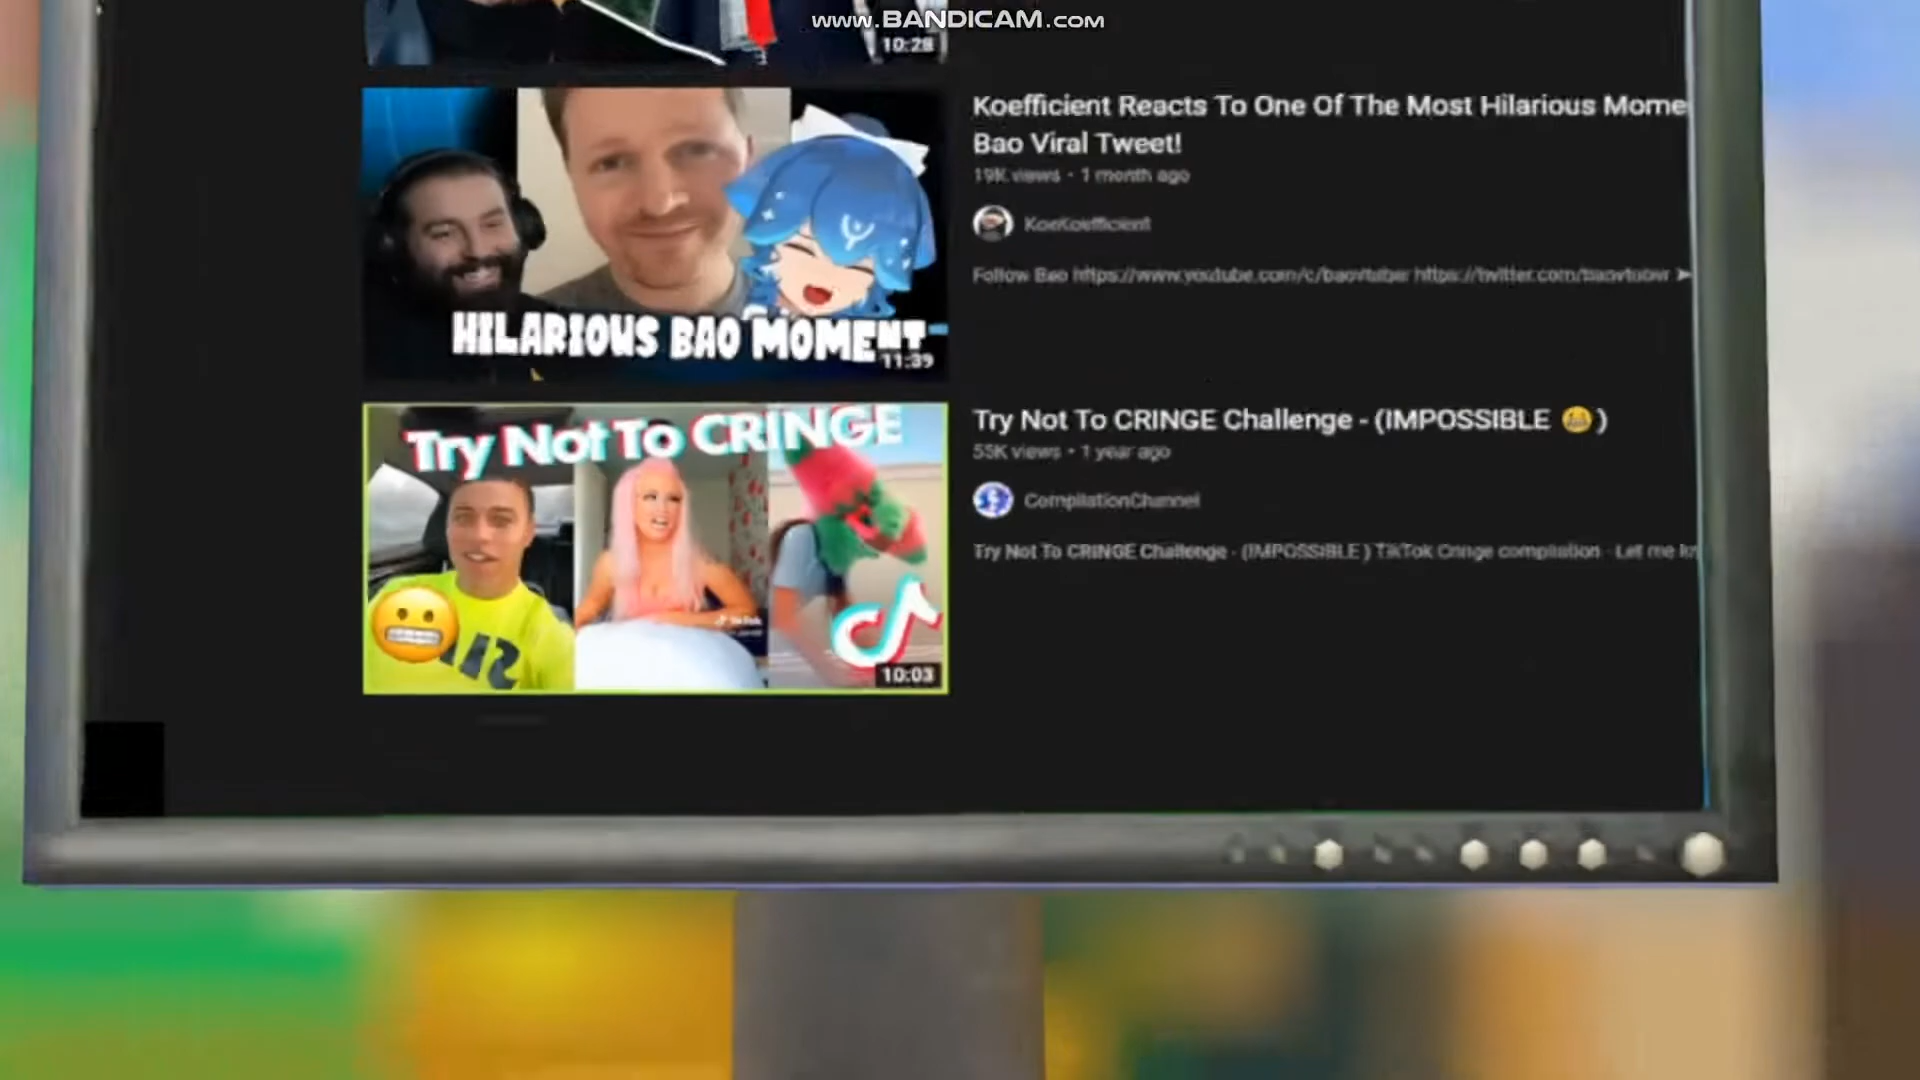 www.BANDICAM.com
10:28
Koefficient Reacts To One Of The Most Hilarious Mome
Bao Viral Tweet!
19K views • 1 month ago
KoeKoefficient
Follow Bao https://www.youtube.com/c/baovtuber https://twitter.com/baovtuber ➤
HILARIOUS BAO MOMENT
11:39
Try Not To CRINGE
Try Not To CRINGE Challenge - (IMPOSSIBLE 😬)
55K views • 1 year ago
CompilationChannel
Try Not To CRINGE Challenge - (IMPOSSIBLE ) TikTok Cringe compilation - Let me kn
TikTok
10:03